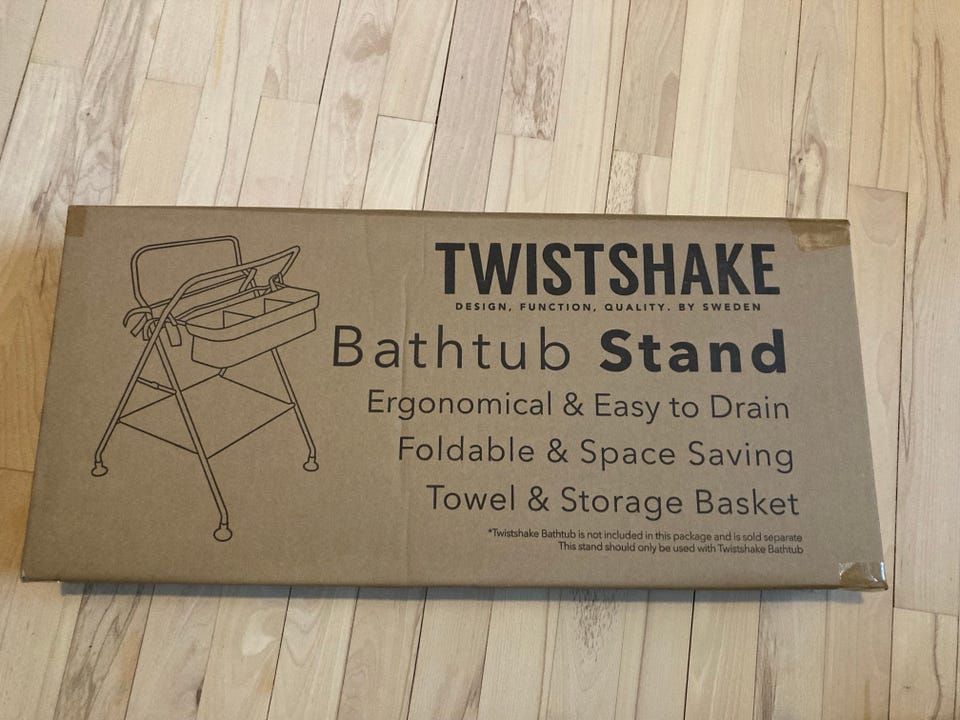 TWISTSHAKE
DESIGN, FUNCTION, QUALITY. BY SWEDEN
Bathtub Stand
Ergonomical & Easy to Drain
Foldable & Space Saving
Towel & Storage Basket
*Twistshake Bathtub is not included in this package and is sold separate
This stand should only be used with Twistshake Bathtub